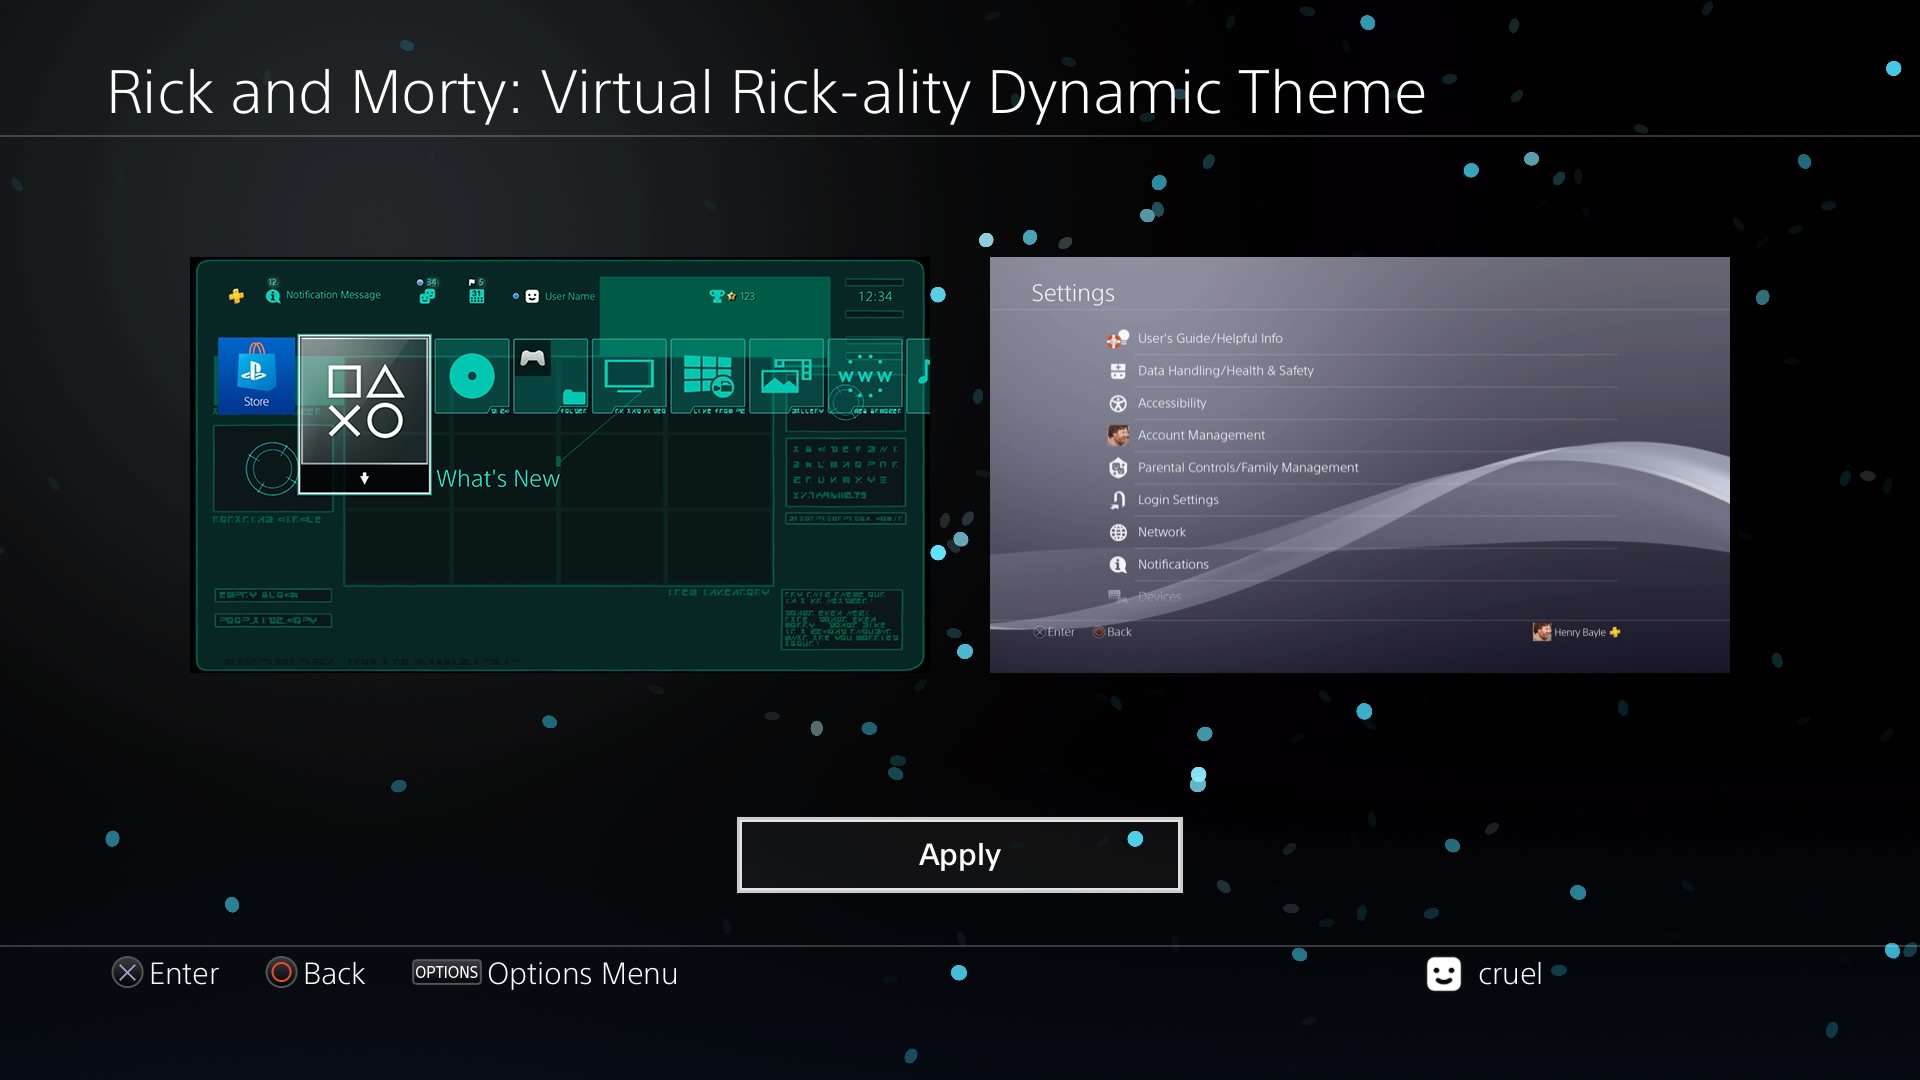 Rick and Morty: Virtual Rick-ality Dynamic Theme
12
Notification Message
34
5
31
User Name
123
12:34
Store
WWW
What's New
Settings
User's Guide/Helpful Info
Data Handling/Health & Safety
Accessibility
Account Management
Parental Controls/Family Management
Login Settings
Network
Notifications
Devices
Enter
Back
Henry Bayle
Apply
Enter
Back
OPTIONS
Options Menu
cruel